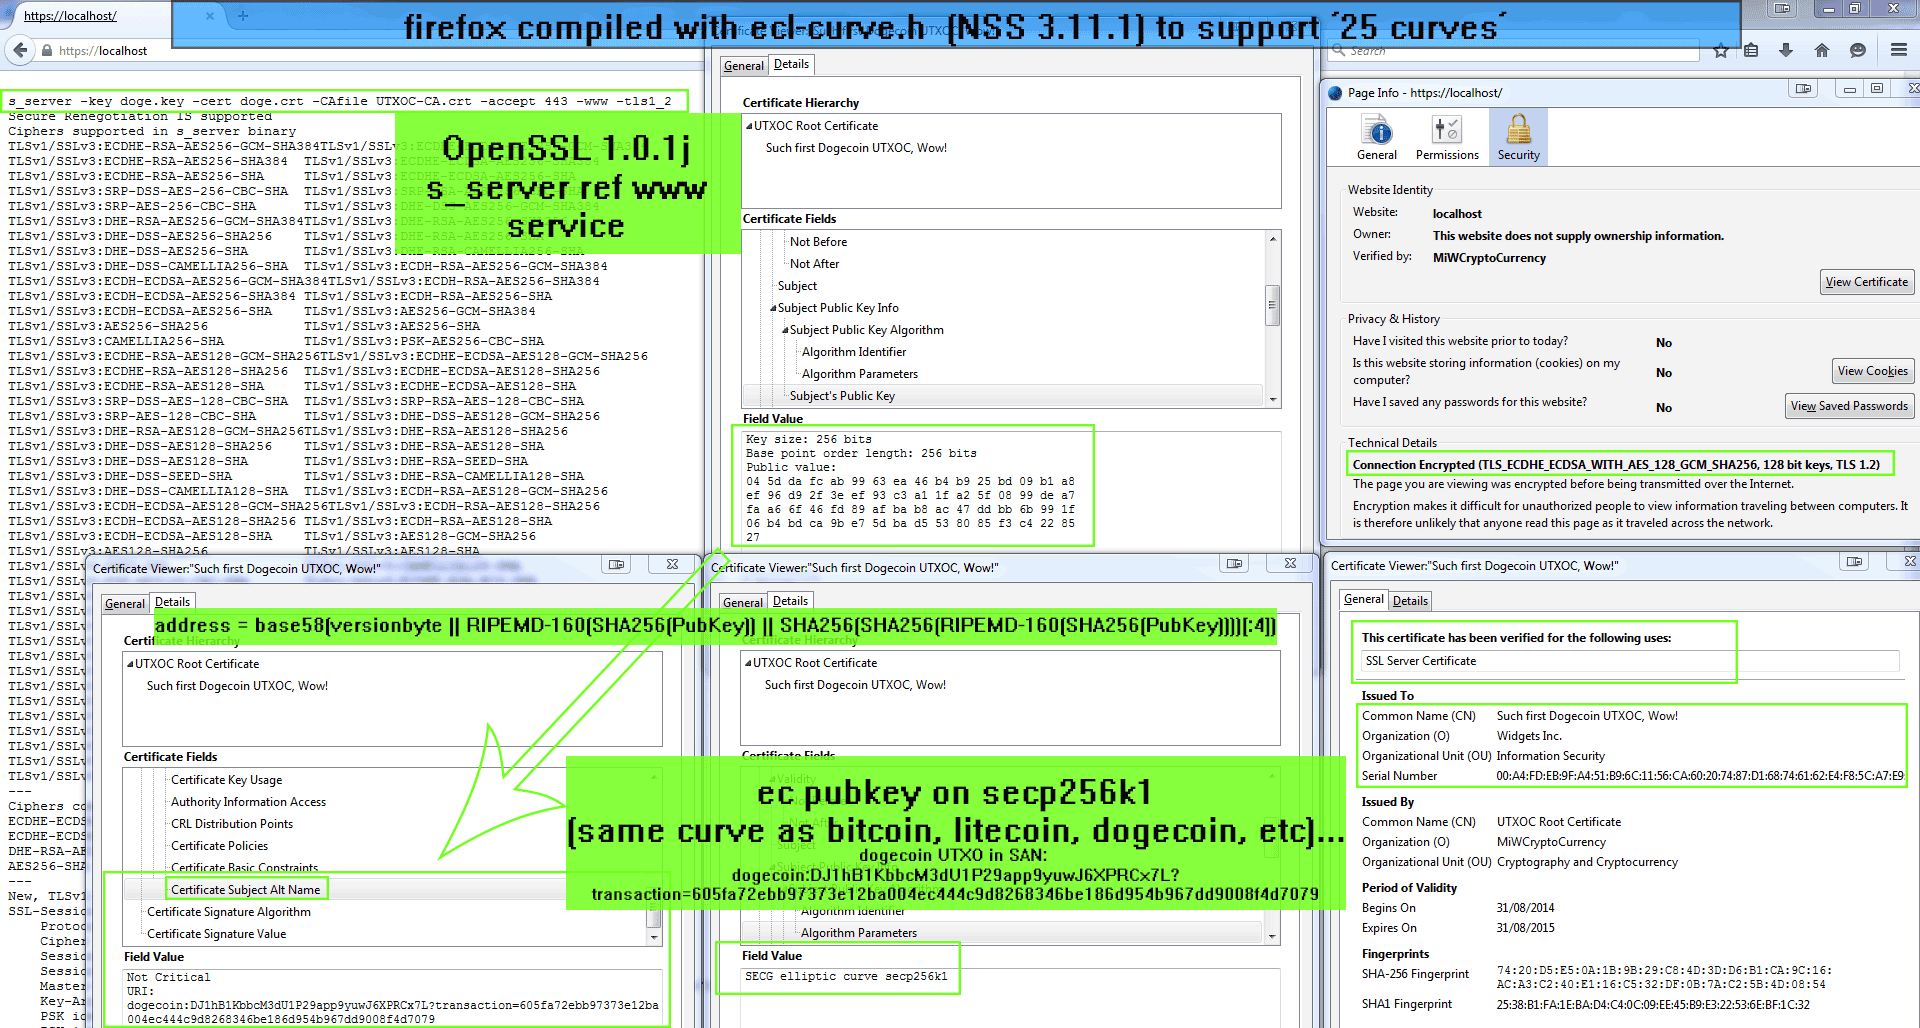 https://localhost/
firefox compiled with ecl-curve.h (NSS 3.11.1) to support ´25 curves´
https://localhost
Search
s_server -key doge.key -cert doge.crt -CAfile UTXOC-CA.crt -accept 443 -www -tls1_2
Secure Renegotiation IS supported
Ciphers supported in s_server binary
TLSv1/SSLv3:ECDHE-RSA-AES256-GCM-SHA384TLSv1/SSLv3:
TLSv1/SSLv3:ECDHE-RSA-AES256-SHA384 TLSv1/SSLv3:
TLSv1/SSLv3:ECDHE-RSA-AES256-SHA
TLSv1/SSLv3:SRP-DSS-AES-256-CBC-SHA
TLSv1/SSLv3:SRP-AES-256-CBC-SHA
TLSv1/SSLv3:DHE-RSA-AES256-GCM-SHA384
TLSv1/SSLv3:DHE-RSA-AES256-SHA
TLSv1/SSLv3:DHE-DSS-AES256-SHA TLSv1/SSLv3:DHE-RSA-CAMELLIA256-SHA
TLSv1/SSLv3:DHE-DSS-CAMELLIA256-SHA TLSv1/SSLv3:ECDH-RSA-AES256-GCM-SHA384
TLSv1/SSLv3:ECDH-ECDSA-AES256-GCM-SHA384TLSv1/SSLv3:ECDH-RSA-AES256-SHA384
TLSv1/SSLv3:ECDH-ECDSA-AES256-SHA384 TLSv1/SSLv3:ECDH-RSA-AES256-SHA
TLSv1/SSLv3:ECDH-ECDSA-AES256-SHA TLSv1/SSLv3:AES256-GCM-SHA384
TLSv1/SSLv3:AES256-SHA256 TLSv1/SSLv3:AES256-SHA
TLSv1/SSLv3:CAMELLIA256-SHA TLSv1/SSLv3:PSK-AES256-CBC-SHA
TLSv1/SSLv3:ECDHE-RSA-AES128-GCM-SHA256TLSv1/SSLv3:ECDHE-ECDSA-AES128-GCM-SHA256
TLSv1/SSLv3:ECDHE-RSA-AES128-SHA256 TLSv1/SSLv3:ECDHE-ECDSA-AES128-SHA256
TLSv1/SSLv3:ECDHE-RSA-AES128-SHA TLSv1/SSLv3:ECDHE-ECDSA-AES128-SHA
TLSv1/SSLv3:SRP-DSS-AES-128-CBC-SHA TLSv1/SSLv3:SRP-RSA-AES-128-CBC-SHA
TLSv1/SSLv3:SRP-AES-128-CBC-SHA TLSv1/SSLv3:DHE-DSS-AES128-GCM-SHA256
TLSv1/SSLv3:DHE-RSA-AES128-GCM-SHA256TLSv1/SSLv3:DHE-RSA-AES128-SHA256
TLSv1/SSLv3:DHE-DSS-AES128-SHA256 TLSv1/SSLv3:DHE-RSA-AES128-SHA
TLSv1/SSLv3:DHE-DSS-AES128-SHA TLSv1/SSLv3:DHE-RSA-SEED-SHA
TLSv1/SSLv3:DHE-DSS-SEED-SHA TLSv1/SSLv3:DHE-RSA-CAMELLIA128-SHA
TLSv1/SSLv3:DHE-DSS-CAMELLIA128-SHA TLSv1/SSLv3:ECDH-RSA-AES128-GCM-SHA256
TLSv1/SSLv3:ECDH-ECDSA-AES128-GCM-SHA256TLSv1/SSLv3:ECDH-RSA-AES128-SHA256
TLSv1/SSLv3:ECDH-ECDSA-AES128-SHA256 TLSv1/SSLv3:ECDH-RSA-AES128-SHA
TLSv1/SSLv3:ECDH-ECDSA-AES128-SHA TLSv1/SSLv3:AES128-GCM-SHA256
TLSv1/SSLv3:AES128-SHA256 TLSv1/SSLv3:AES128-SHA
OpenSSL 1.0.1j
s_server ref www
service
General Details
Certificate Hierarchy
UTXOC Root Certificate
Such first Dogecoin UTXOC, Wow!
Certificate Fields
Not Before
Not After
Subject
Subject Public Key Info
Subject Public Key Algorithm
Algorithm Identifier
Algorithm Parameters
Subject's Public Key
Field Value
Key size: 256 bits
Base point order length: 256 bits
Public value:
04 5d da fc ab 99 63 ea 46 b4 b9 25 bd 09 b1 a8
ef 96 d9 2f 3e ef 93 c3 a1 1f a2 5f 08 99 de a7
fa a6 6f 46 fd 89 af ba b8 ac 47 dd bb 6b 99 1f
06 b4 bd ca 9b e7 5d ba d5 53 80 85 f3 c4 22 85
27
Page Info - https://localhost/
General Permissions Security
Website Identity
Website: localhost
Owner: This website does not supply ownership information.
Verified by: MiWCryptoCurrency
View Certificate
Privacy & History
Have I visited this website prior to today? No
Is this website storing information (cookies) on my
computer? No
View Cookies
Have I saved any passwords for this website? No
View Saved Passwords
Technical Details
Connection Encrypted (TLS_ECDHE_ECDSA_WITH_AES_128_GCM_SHA256, 128 bit keys, TLS 1.2)
The page you are viewing was encrypted before being transmitted over the Internet.
Encryption makes it difficult for unauthorized people to view information traveling between computers. It
is therefore unlikely that anyone read this page as it traveled across the network.
Certificate Viewer:"Such first Dogecoin UTXOC, Wow!"
General Details
address = base58(versionbyte || RIPEMD-160(SHA256(PubKey)) || SHA256(SHA256(RIPEMD-160(SHA256(PubKey))))[:4])
Certificate Hierarchy
UTXOC Root Certificate
Such first Dogecoin UTXOC, Wow!
Certificate Fields
Certificate Key Usage
Authority Information Access
CRL Distribution Points
Certificate Policies
Certificate Basic Constraints
Certificate Subject Alt Name
Certificate Signature Algorithm
Certificate Signature Value
Field Value
Not Critical
URI:
dogecoin:DJ1hB1KbbcM3dU1P29app9yuwJ6XPRCx7L?transaction=605fa72ebb97373e12ba
004ec444c9d8268346be186d954b967dd9008f4d7079
Certificate Viewer:"Such first Dogecoin UTXOC, Wow!"
General Details
UTXOC Root Certificate
Such first Dogecoin UTXOC, Wow!
Certificate Fields
ec pubkey on secp256k1
(same curve as bitcoin, litecoin, dogecoin, etc)...
dogecoin UTXO in SAN:
dogecoin:DJ1hB1KbbcM3dU1P29app9yuwJ6XPRCx7L?
transaction=605fa72ebb97373e12ba004ec444c9d8268346be186d954b967dd9008f4d7079
Algorithm Identifier
Algorithm Parameters
Field Value
SECG elliptic curve secp256k1
Certificate Viewer:"Such first Dogecoin UTXOC, Wow!"
General Details
This certificate has been verified for the following uses:
SSL Server Certificate
Issued To
Common Name (CN) Such first Dogecoin UTXOC, Wow!
Organization (O) Widgets Inc.
Organizational Unit (OU) Information Security
Serial Number 00:A4:FD:EB:9F:A4:51:B9:6C:11:56:CA:60:20:74:87:D1:68:74:61:62:E4:F8:5C:A7:E9
Issued By
Common Name (CN) UTXOC Root Certificate
Organization (O) MiWCryptoCurrency
Organizational Unit (OU) Cryptography and Cryptocurrency
Period of Validity
Begins On 31/08/2014
Expires On 31/08/2015
Fingerprints
SHA-256 Fingerprint 74:20:D5:E5:0A:1B:9B:29:C8:4D:3D:D6:B1:CA:9C:16:
AC:A3:C2:40:E1:16:C5:32:DF:0B:7A:C2:5B:4D:08:54
SHA1 Fingerprint 25:38:B1:FA:1E:BA:D4:C4:0C:09:EE:45:B9:E3:22:53:6E:BF:1C:32